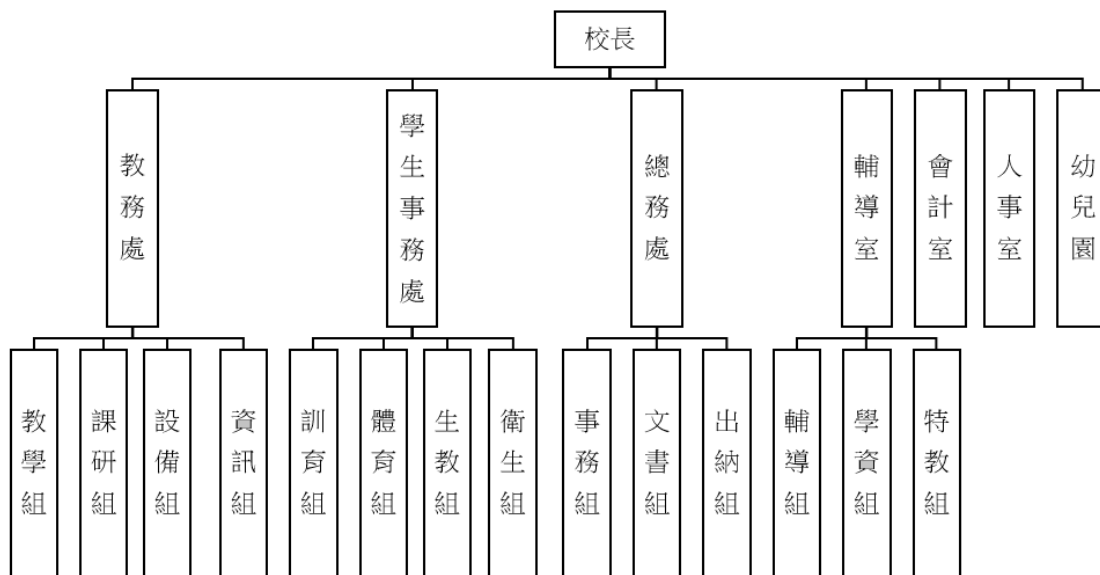 校長
教務處
學生事務處
總務處
輔導室
會計室
人事室
幼兒園
教學組
課研組
設備組
資訊組
訓育組
體育組
生教組
衛生組
事務組
文書組
出納組
輔導組
學資組
特教組